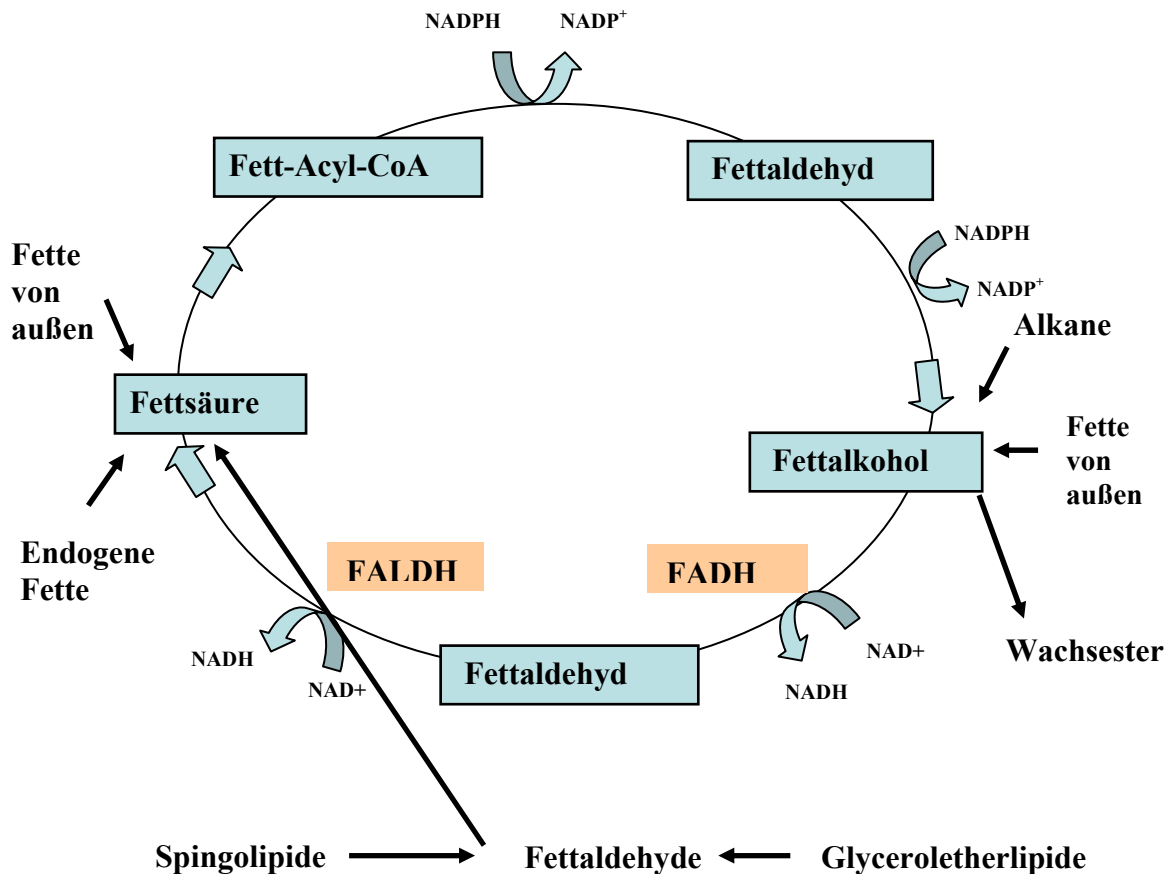 NADPH NADP+
Fett-Acyl-CoA
Fettaldehyd
NADPH
NADP+
Fette
von
außen
Alkane
Fettsäure
Fettalkohol
Fette
von
außen
Endogene
Fette
FALDH
FADH
NADH
NAD+
Fettaldehyd
NAD+
NADH
Wachsester
Spingolipide Fettaldehyde Glyceroletherlipide